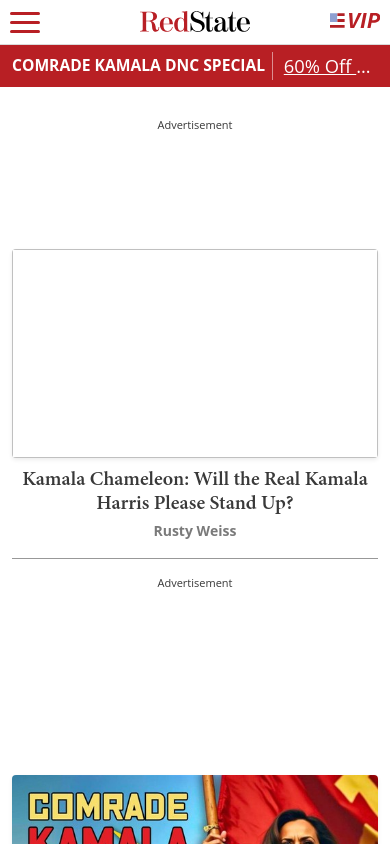 RedState
VIP
COMRADE KAMALA DNC SPECIAL
60% Off ...
Advertisement
Kamala Chameleon: Will the Real Kamala
Harris Please Stand Up?
Rusty Weiss
Advertisement
COMRADE
KAMALA